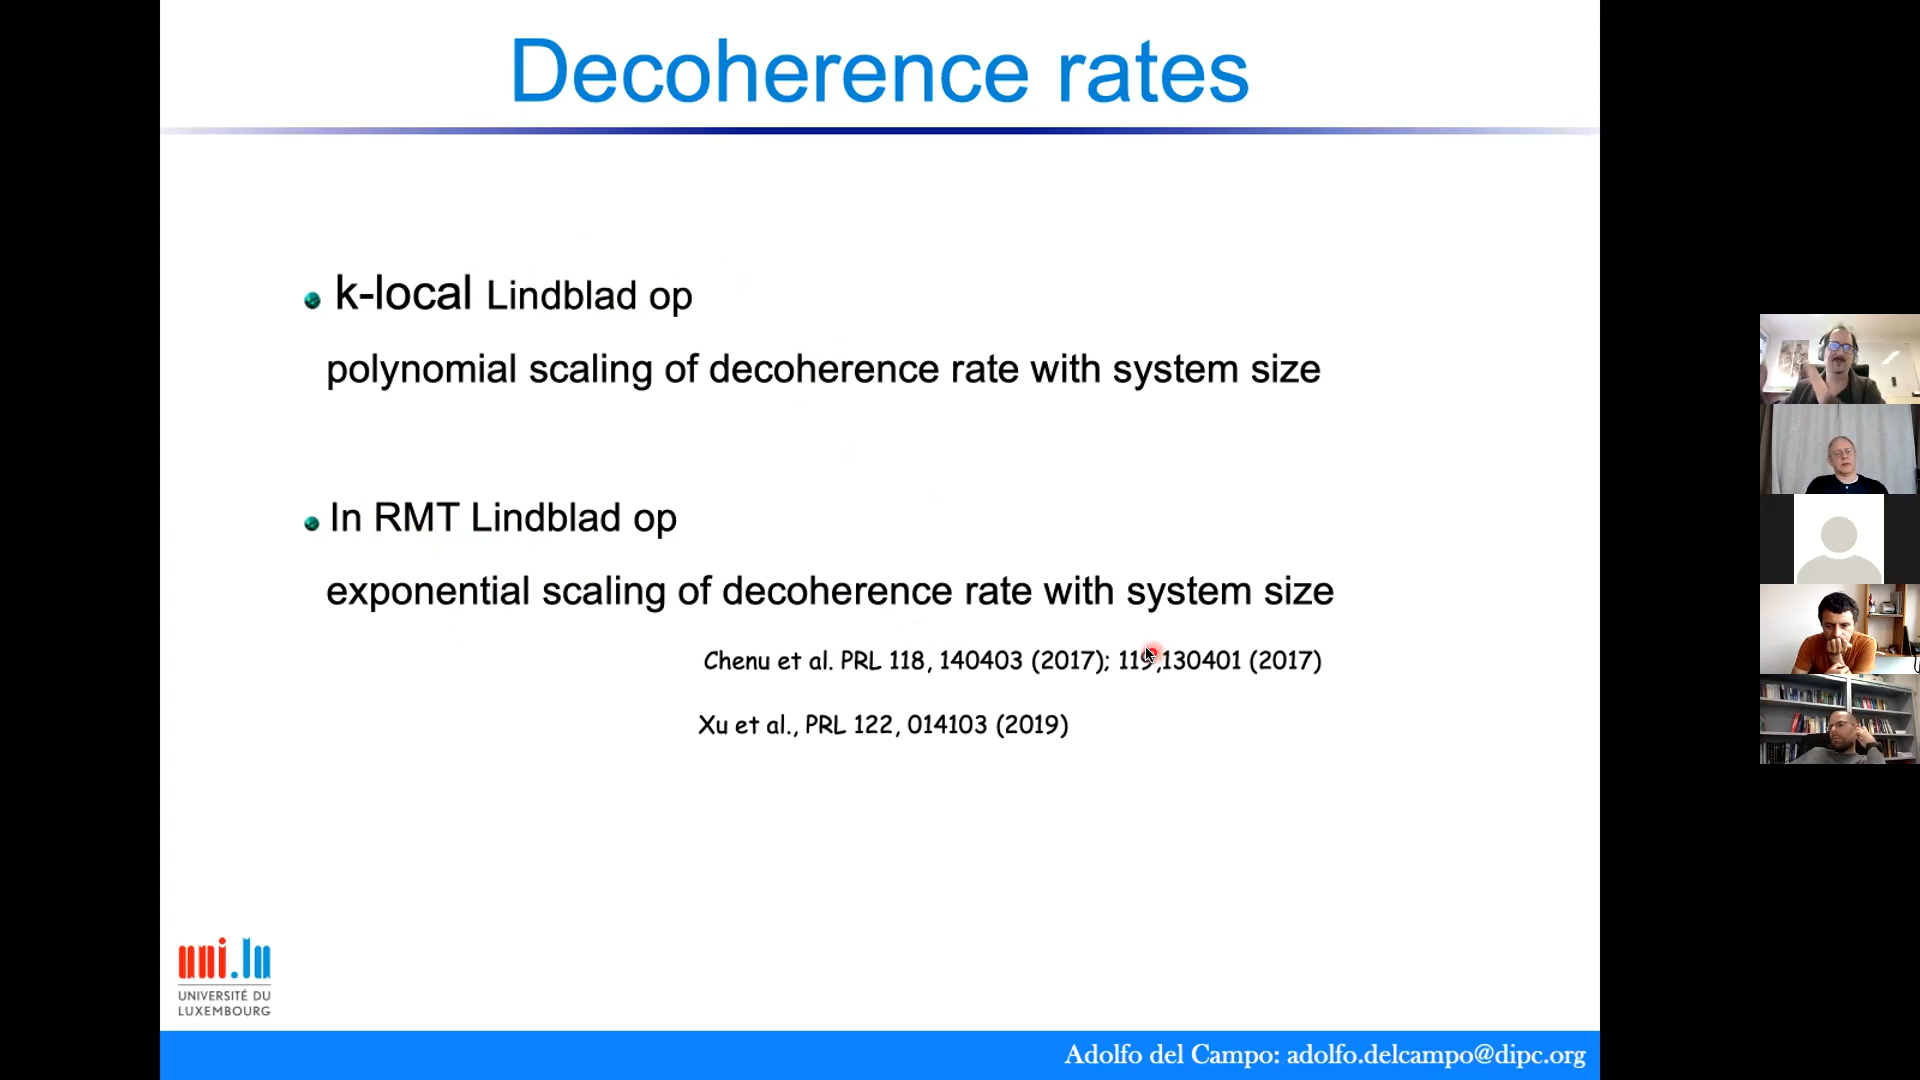 Decoherence rates
k-local Lindblad op
polynomial scaling of decoherence rate with system size
In RMT Lindblad op
exponential scaling of decoherence rate with system size
Chenu et al. PRL 118, 140403 (2017); 119,130401 (2017)
Xu et al., PRL 122, 014103 (2019)
uni.lu
UNIVERSITÉ DU
LUXEMBOURG
Adolfo del Campo: adolfo.delcampo@dipc.org